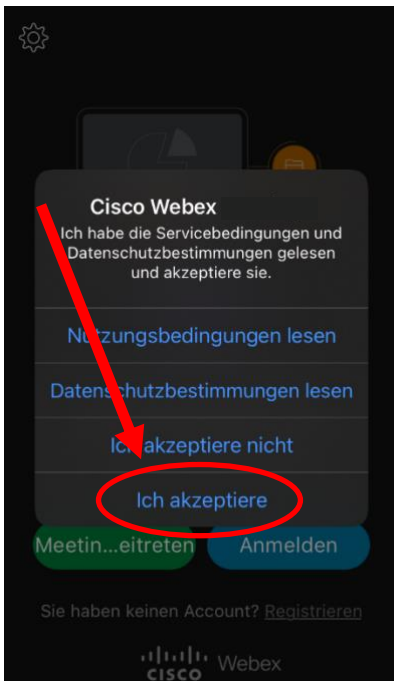 Cisco Webex
Ich habe die Servicebedingungen und
Datenschutzbestimmungen gelesen
und akzeptiere sie.
Nutzungsbedingungen lesen
Datenschutzbestimmungen lesen
Ich akzeptiere nicht
Ich akzeptiere
Meetin...eitreten Anmelden
Sie haben keinen Account? Registrieren
CISCO Webex